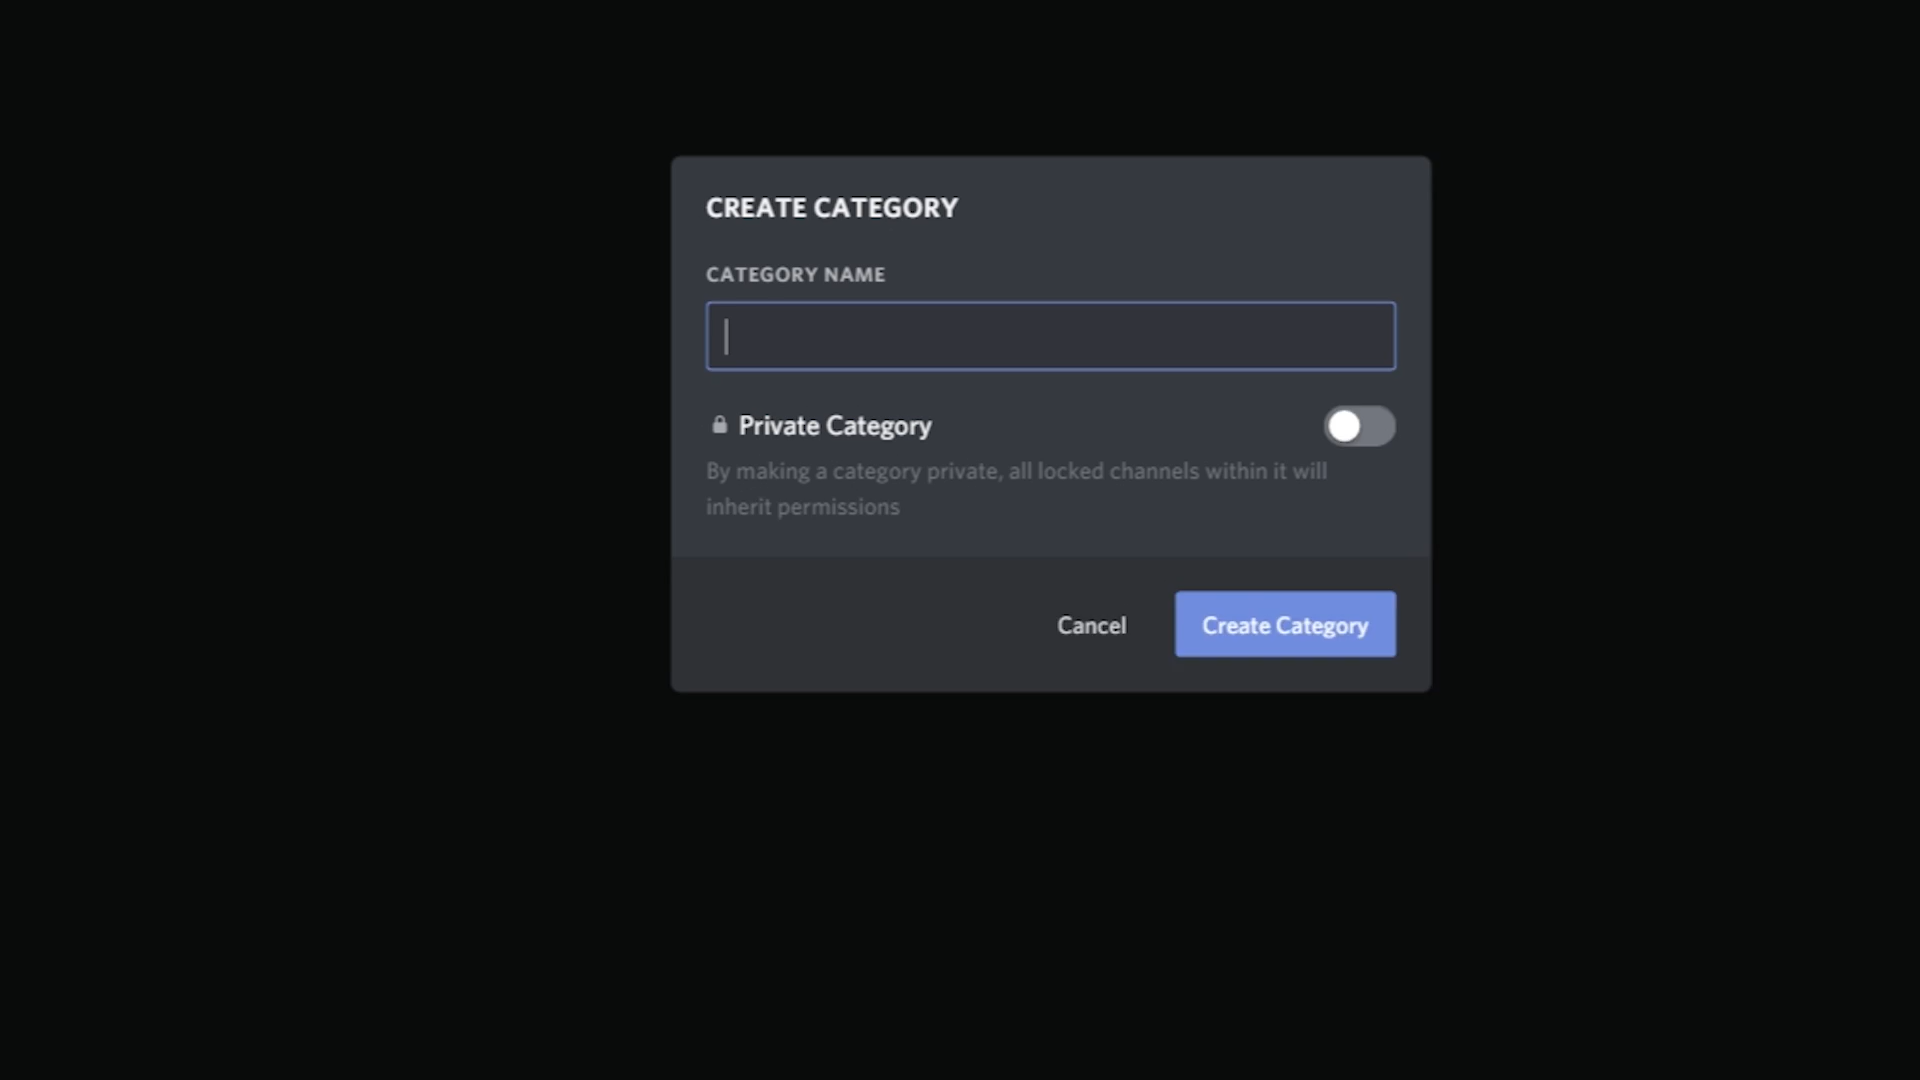 CREATE CATEGORY
CATEGORY NAME
Private Category
By making a category private, all locked channels within it will
inherit permissions
Cancel
Create Category